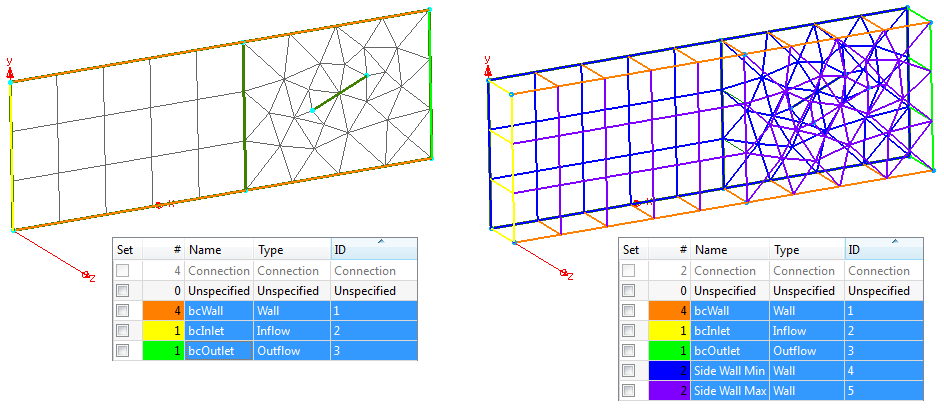 y
x
z
Set # Name Type ID
4 Connection Connection Connection
0 Unspecified Unspecified Unspecified
4 bcWall Wall 1
1 bcInlet Inflow 2
1 bcOutlet Outflow 3
y
x
z
Set # Name Type ID
2 Connection Connection Connection
0 Unspecified Unspecified Unspecified
4 bcWall Wall 1
1 bcInlet Inflow 2
1 bcOutlet Outflow 3
2 Side Wall Min Wall 4
2 Side Wall Max Wall 5